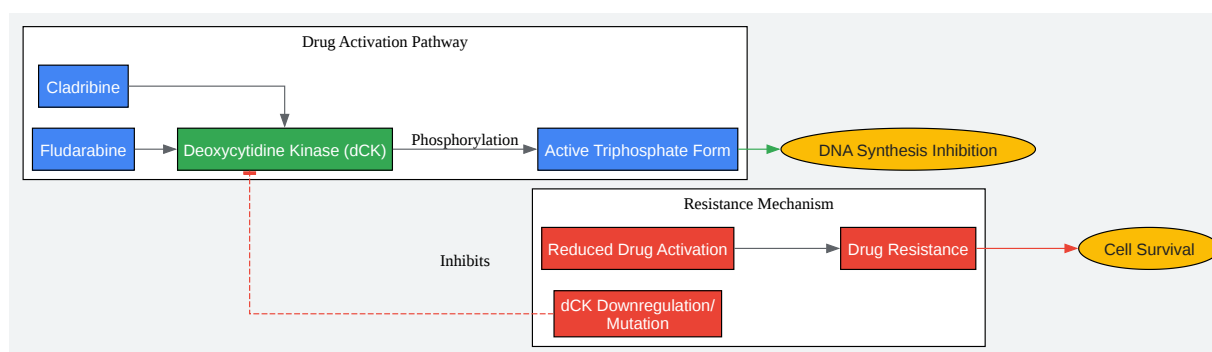 Drug Activation Pathway
Cladribine
Fludarabine
Deoxycytidine Kinase (dCK)
Phosphorylation
Active Triphosphate Form
DNA Synthesis Inhibition
Resistance Mechanism
Reduced Drug Activation
Drug Resistance
Cell Survival
Inhibits
dCK Downregulation/
Mutation